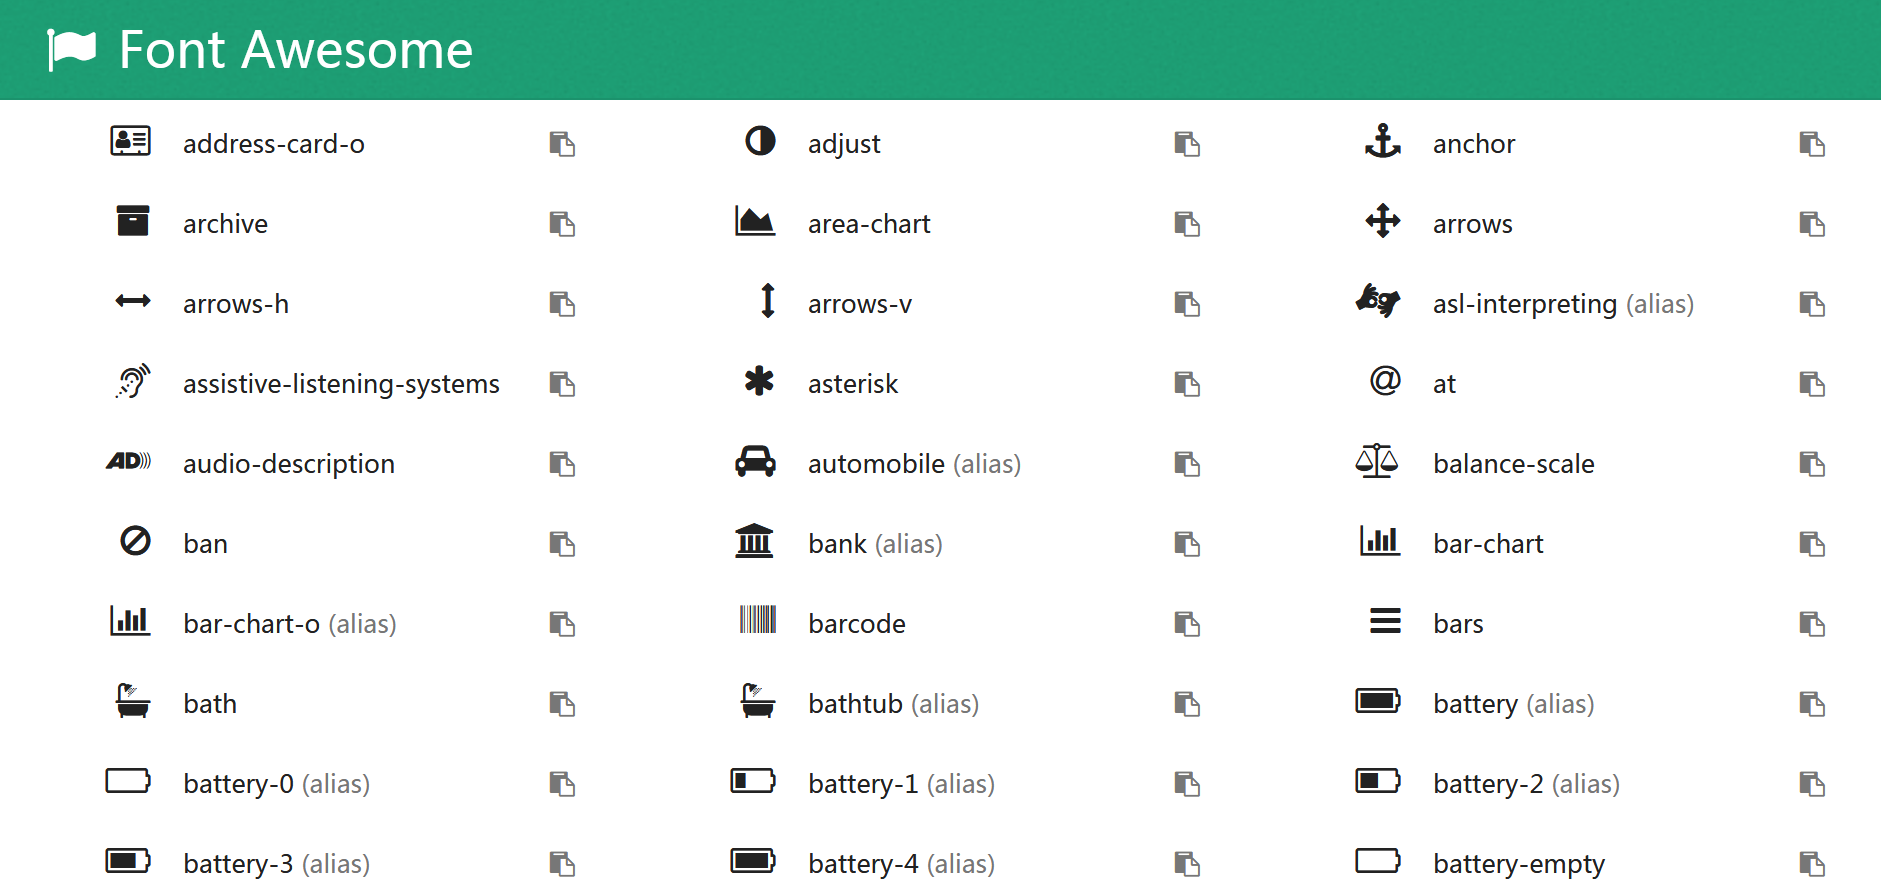 Font Awesome
address-card-o adjust anchor
archive area-chart arrows
arrows-h arrows-v asl-interpreting (alias)
assistive-listening-systems asterisk at
audio-description automobile (alias) balance-scale
ban bank (alias) bar-chart
bar-chart-o (alias) barcode bars
bath bathtub (alias) battery (alias)
battery-0 (alias) battery-1 (alias) battery-2 (alias)
battery-3 (alias) battery-4 (alias) battery-empty